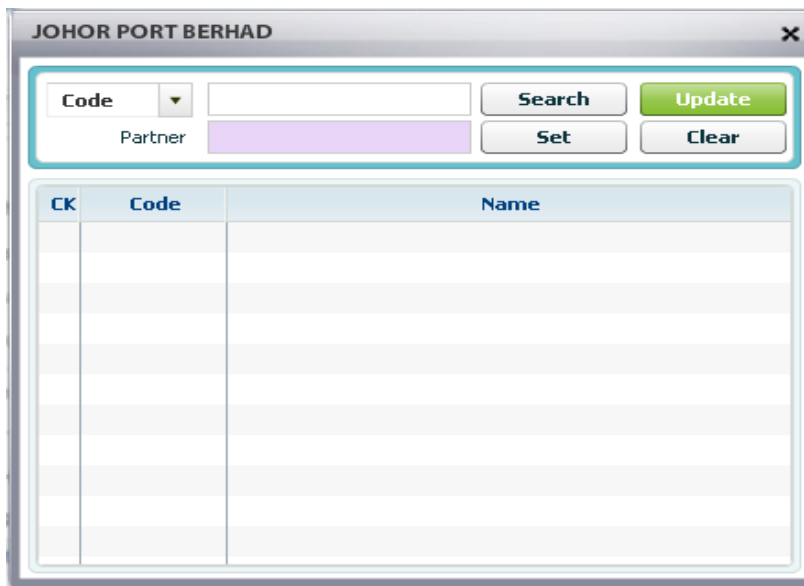 JOHOR PORT BERHAD
Code Search Update
Partner Set Clear
CK Code Name